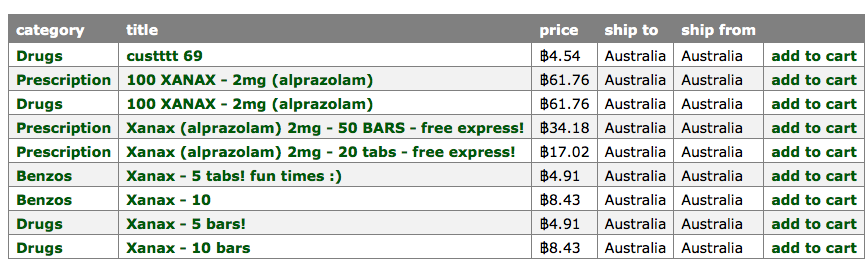 category title price ship to ship from
Drugs custttt 69 ฿4.54 Australia Australia add to cart
Prescription 100 XANAX - 2mg (alprazolam) ฿61.76 Australia Australia add to cart
Drugs 100 XANAX - 2mg (alprazolam) ฿61.76 Australia Australia add to cart
Prescription Xanax (alprazolam) 2mg - 50 BARS - free express! ฿34.18 Australia Australia add to cart
Prescription Xanax (alprazolam) 2mg - 20 tabs - free express! ฿17.02 Australia Australia add to cart
Benzos Xanax - 5 tabs! fun times :) ฿4.91 Australia Australia add to cart
Benzos Xanax - 10 ฿8.43 Australia Australia add to cart
Drugs Xanax - 5 bars! ฿4.91 Australia Australia add to cart
Drugs Xanax - 10 bars ฿8.43 Australia Australia add to cart